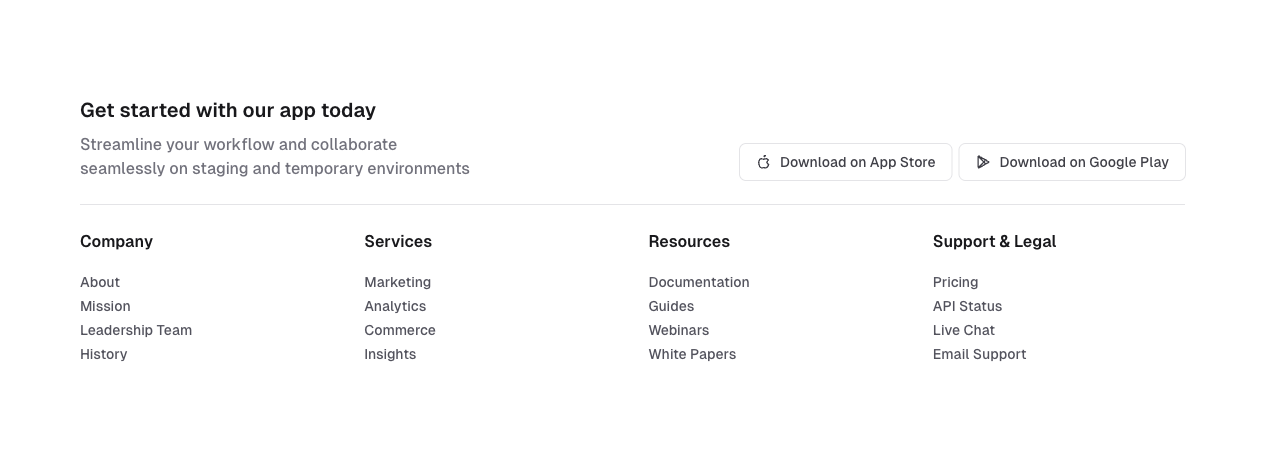 Get started with our app today
Streamline your workflow and collaborate
seamlessly on staging and temporary environments
Download on App Store
Download on Google Play
Company
About
Mission
Leadership Team
History
Services
Marketing
Analytics
Commerce
Insights
Resources
Documentation
Guides
Webinars
White Papers
Support & Legal
Pricing
API Status
Live Chat
Email Support